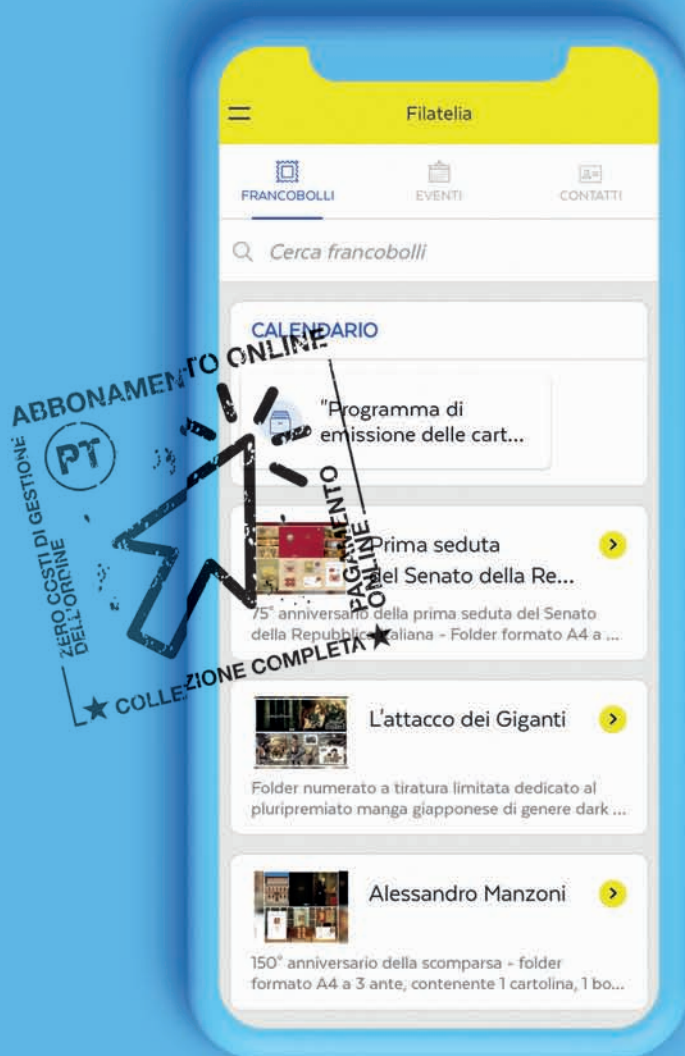 Filatelia
FRANCOBOLLI
EVENTI
CONTATTI
Cerca francobolli
CALENDARIO
"Programma di
emissione delle cart...
Prima seduta
del Senato della Re...
75° anniversario della prima seduta del Senato
della Repubblica italiana - Folder formato A4 a ...
L'attacco dei Giganti
Folder numerato a tiratura limitata dedicato al
pluripremiato manga giapponese di genere dark ...
Alessandro Manzoni
150° anniversario della scomparsa - folder
formato A4 a 3 ante, contenente 1 cartolina, 1 bo...
ABBONAMENTO ONLINE
PT
ZERO COSTI DI GESTIONE
DELL'ORDINE
PAGAMENTO
ONLINE
COLLEZIONE COMPLETA